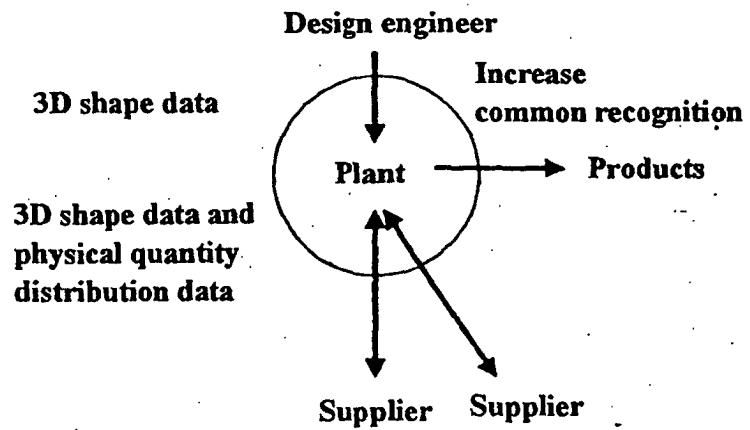 Design engineer
3D shape data
Increase
common recognition
Plant
Products
3D shape data and
physical quantity
distribution data
Supplier
Supplier